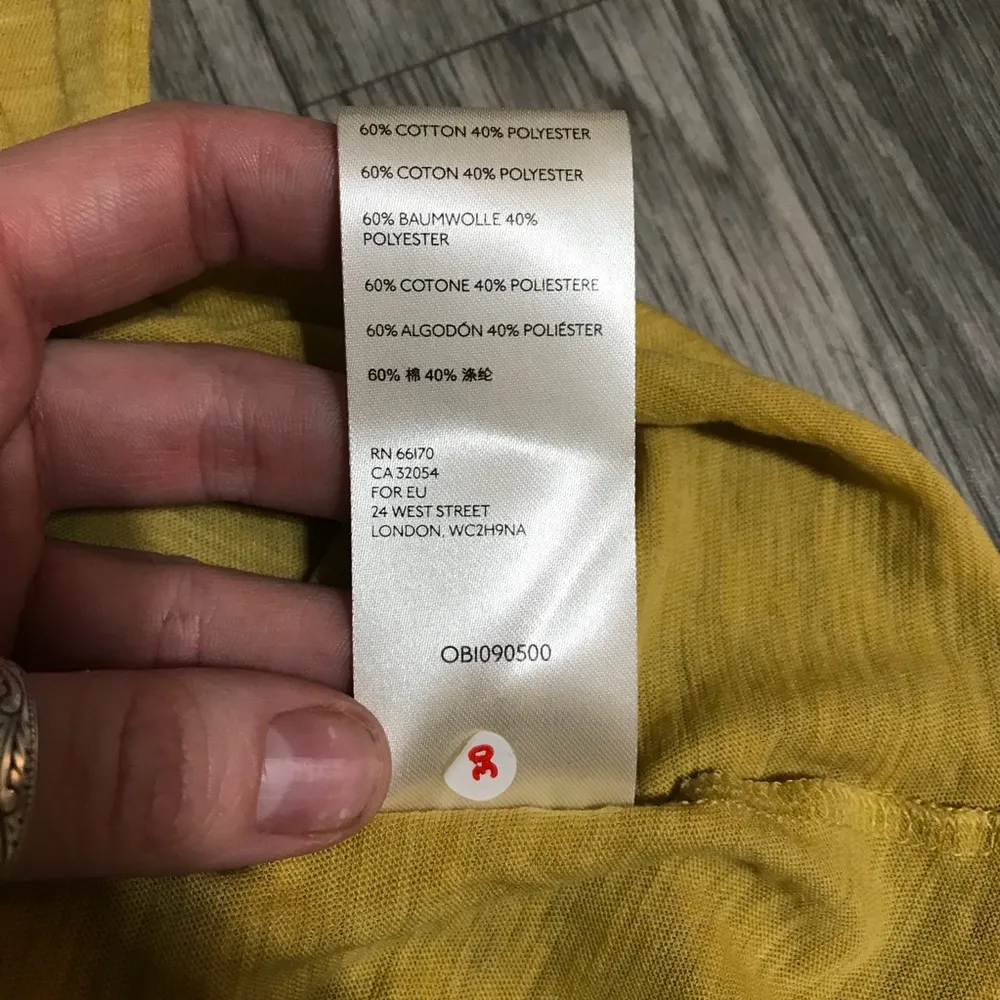 60% COTTON 40% POLYESTER
60% COTON 40% POLYESTER
60% BAUMWOLLE 40%
POLYESTER
60% COTONE 40% POLIESTERE
60% ALGODÓN 40% POLIÉSTER
60% 棉 40% 涤纶
RN 66170
CA 32054
FOR EU
24 WEST STREET
LONDON, WC2H9NA
OB1090500